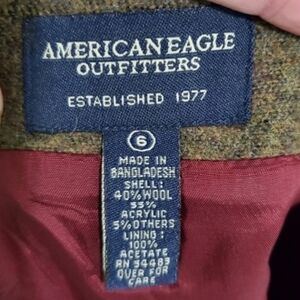 AMERICAN EAGLE
OUTFITTERS
ESTABLISHED 1977
6
MADE IN
BANGLADESH
SHELL:
40% WOOL
55%
ACRYLIC
5% OTHERS
LINING:
100%
ACETATE
RN 54485
OVER FOR
CARE